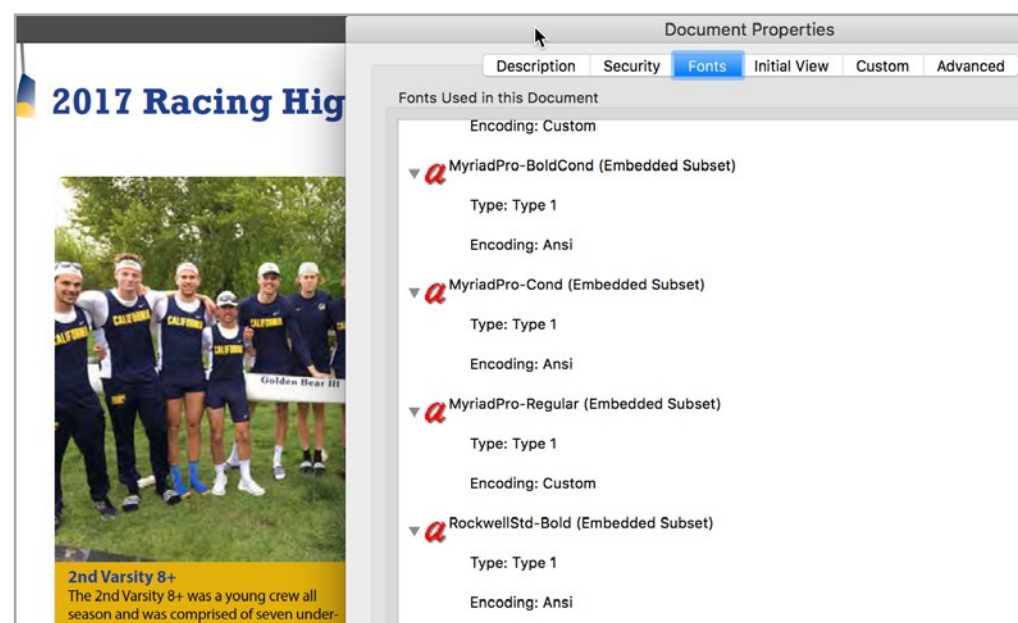 Document Properties
Description Security Fonts Initial View Custom Advanced
2017 Racing Hig
Fonts Used in this Document
Encoding: Custom
MyriadPro-BoldCond (Embedded Subset)
Type: Type 1
Encoding: Ansi
MyriadPro-Cond (Embedded Subset)
Type: Type 1
Encoding: Ansi
MyriadPro-Regular (Embedded Subset)
Type: Type 1
Encoding: Custom
RockwellStd-Bold (Embedded Subset)
Type: Type 1
Encoding: Ansi
CALIFORNIA
CALIFORNIA
CALIFORNIA
CALIFORNIA
CALIFORNIA
Golden Bear III
2nd Varsity 8+
The 2nd Varsity 8+ was a young crew all
season and was comprised of seven under-